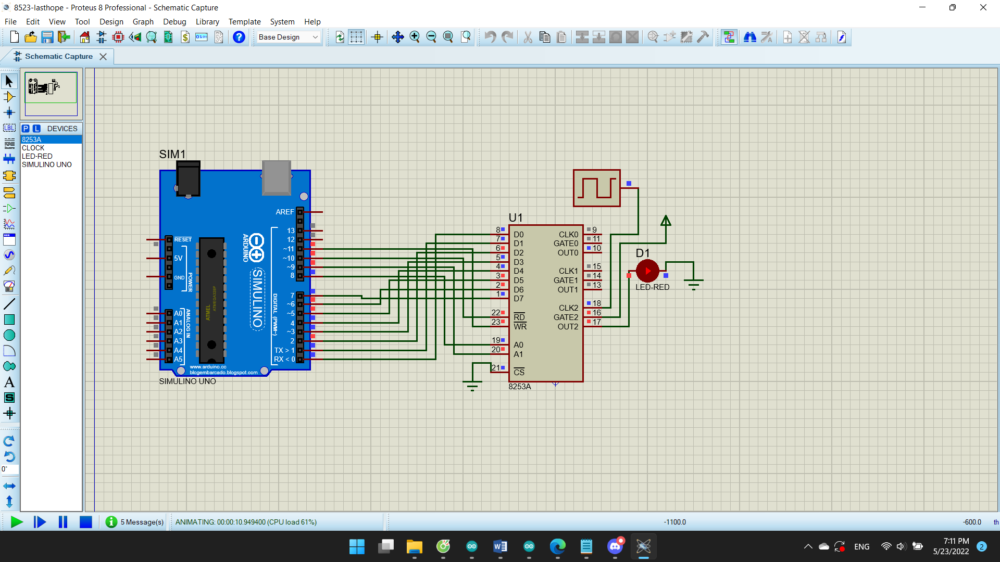 8523-lasthope - Proteus 8 Professional - Schematic Capture
File Edit View Tool Design Graph Debug Library Template System Help
Base Design
Schematic Capture
P L DEVICES
8253A
CLOCK
LED-RED
SIMULINO UNO
LBL
A
S
0°
SIM1
AREF
13
12
~11
~10
~9
8
7
~6
~5
4
~3
2
TX > 1
RX < 0
RESET
5V
GND
POWER
A0
A1
A2
A3
A4
A5
ANALOG IN
ARDUINO
SIMULINO
DIGITAL (PWM~)
ATMEL
ATMEGA328P
www.arduino.cc
blogembarcado.blogspot.com
SIMULINO UNO
U1
8 D0 CLK0 9
7 D1 GATE0 11
6 D2 OUT0 10
5 D3
4 D4 CLK1 15
3 D5 GATE1 14
2 D6 OUT1 13
1 D7
CLK2 18
22 RD GATE2 16
23 WR OUT2 17
19 A0
20 A1
21 CS
8253A
D1
LED-RED
5 Message(s) ANIMATING: 00:00:10.949400 (CPU load 61%) -1100.0 -600.0 th
ENG
7:11 PM
5/23/2022
2